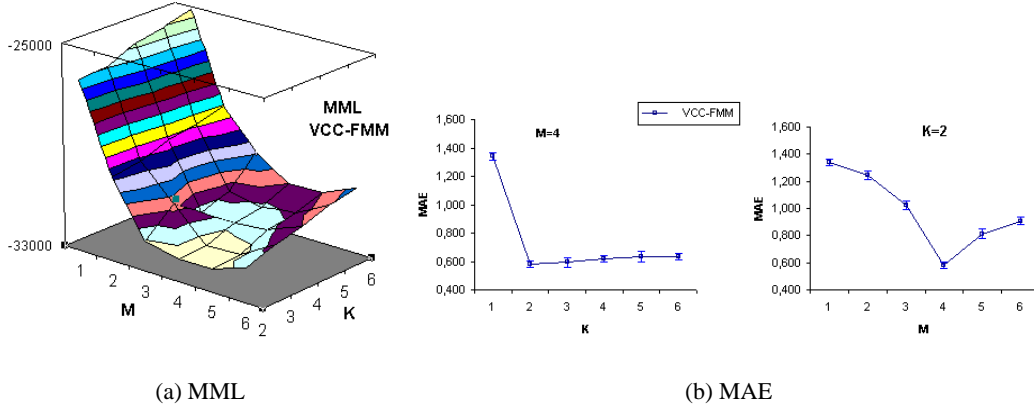 -25000
MML
VCC-FMM
-33000
1
2
3
4
5
6
M
2
3
4
5
6
K
VCC-FMM
M=4
MAE
1,600
1,400
1,200
1,000
0,800
0,600
0,400
1 2 3 4 5 6
K
K=2
MAE
1,600
1,400
1,200
1,000
0,800
0,600
0,400
1 2 3 4 5 6
M
(a) MML
(b) MAE